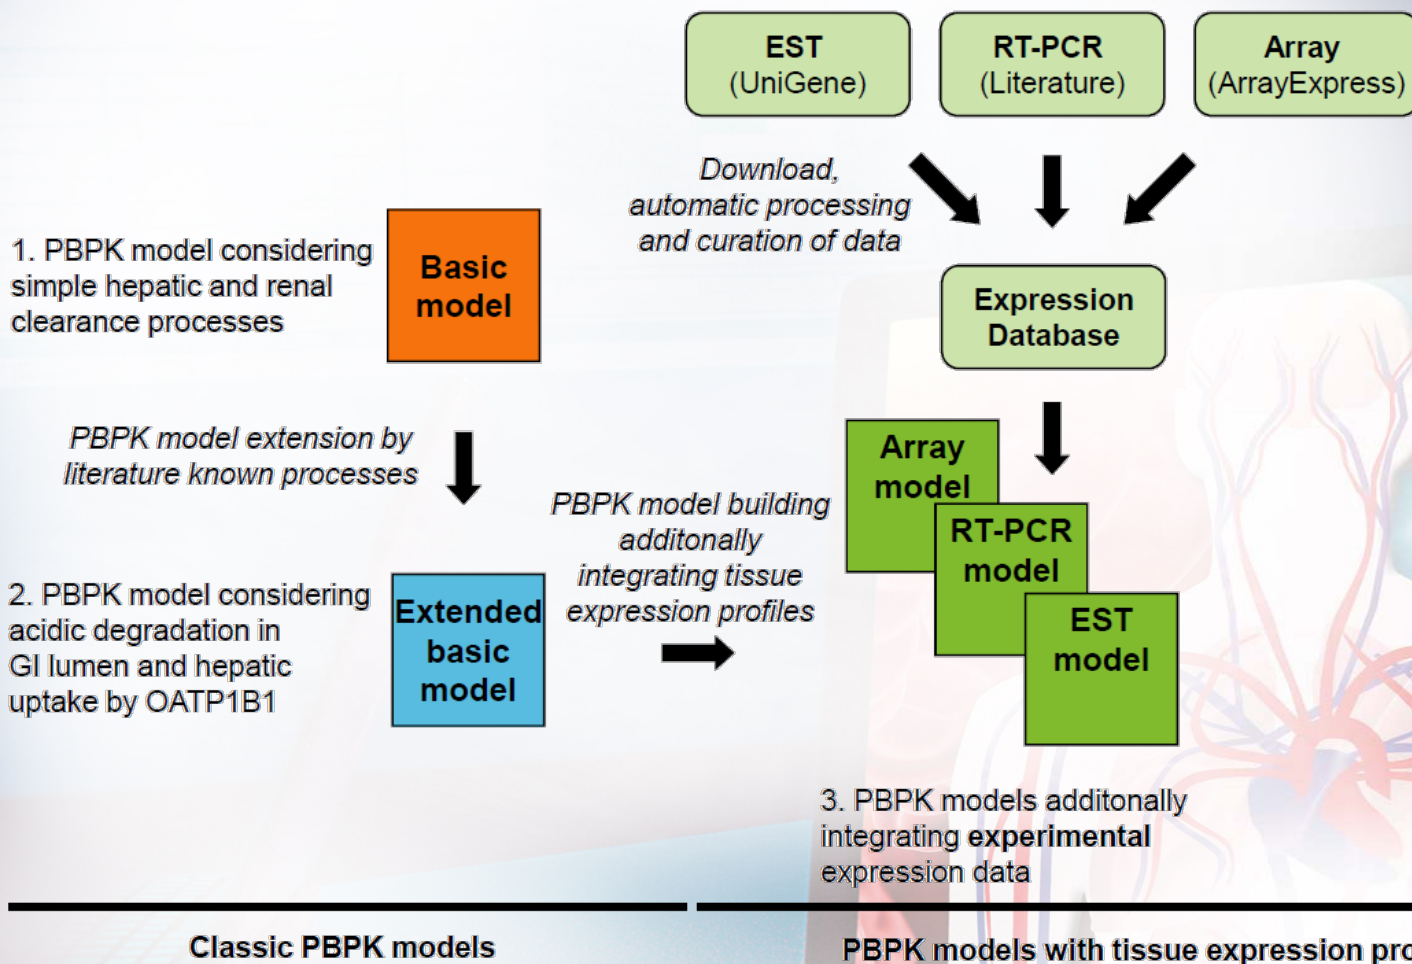 EST
(UniGene)
RT-PCR
(Literature)
Array
(ArrayExpress)
Download,
automatic processing
and curation of data
1. PBPK model considering
simple hepatic and renal
clearance processes
Basic
model
Expression
Database
PBPK model extension by
literature known processes
Array
model
RT-PCR
model
EST
model
PBPK model building
additonally
integrating tissue
expression profiles
2. PBPK model considering
acidic degradation in
GI lumen and hepatic
uptake by OATP1B1
Extended
basic
model
3. PBPK models additonally
integrating experimental
expression data
Classic PBPK models
PBPK models with tissue expression pro